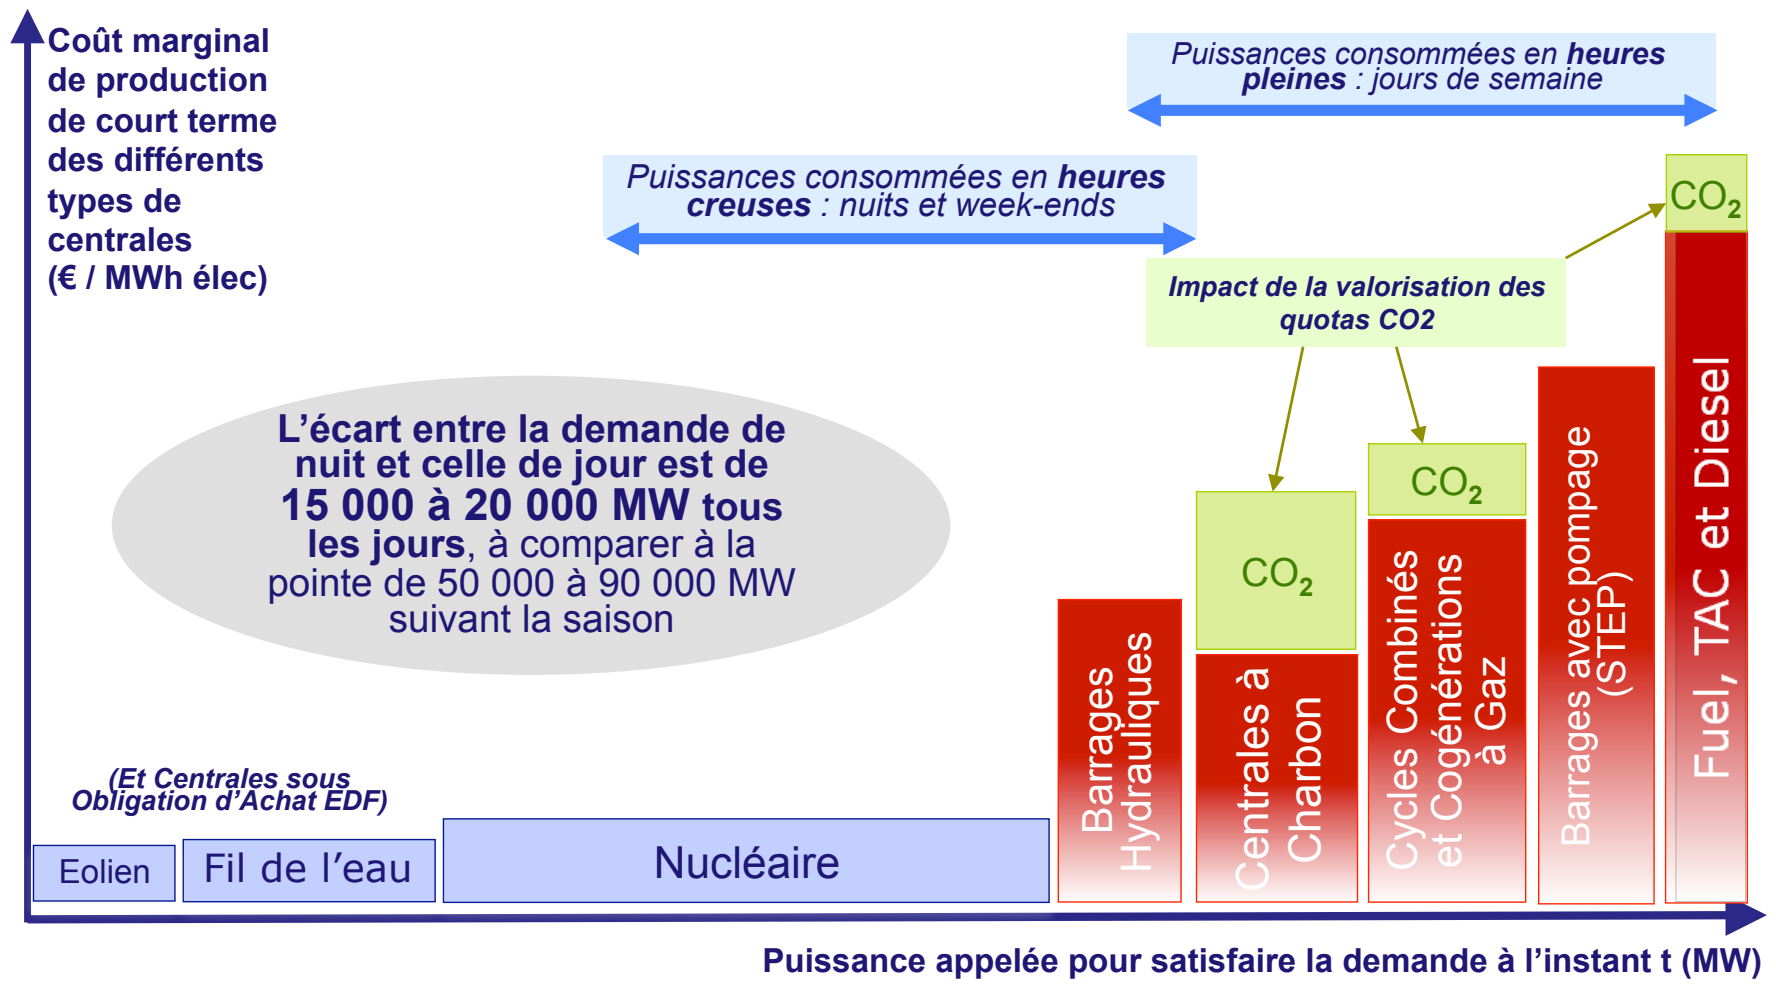 Coût marginal
de production
de court terme
des différents
types de
centrales
(€ / MWh élec)
Puissances consommées en heures
pleines : jours de semaine
Puissances consommées en heures
creuses : nuits et week-ends
Impact de la valorisation des
quotas CO2
L’écart entre la demande de
nuit et celle de jour est de
15 000 à 20 000 MW tous
les jours, à comparer à la
pointe de 50 000 à 90 000 MW
suivant la saison
(Et Centrales sous
Obligation d’Achat EDF)
Eolien
Fil de l’eau
Nucléaire
Barrages
Hydrauliques
CO₂
Centrales à
Charbon
CO₂
Cycles Combinés
et Cogénérations
à Gaz
Barrages avec pompage
(STEP)
CO₂
Fuel, TAC et Diesel
Puissance appelée pour satisfaire la demande à l’instant t (MW)